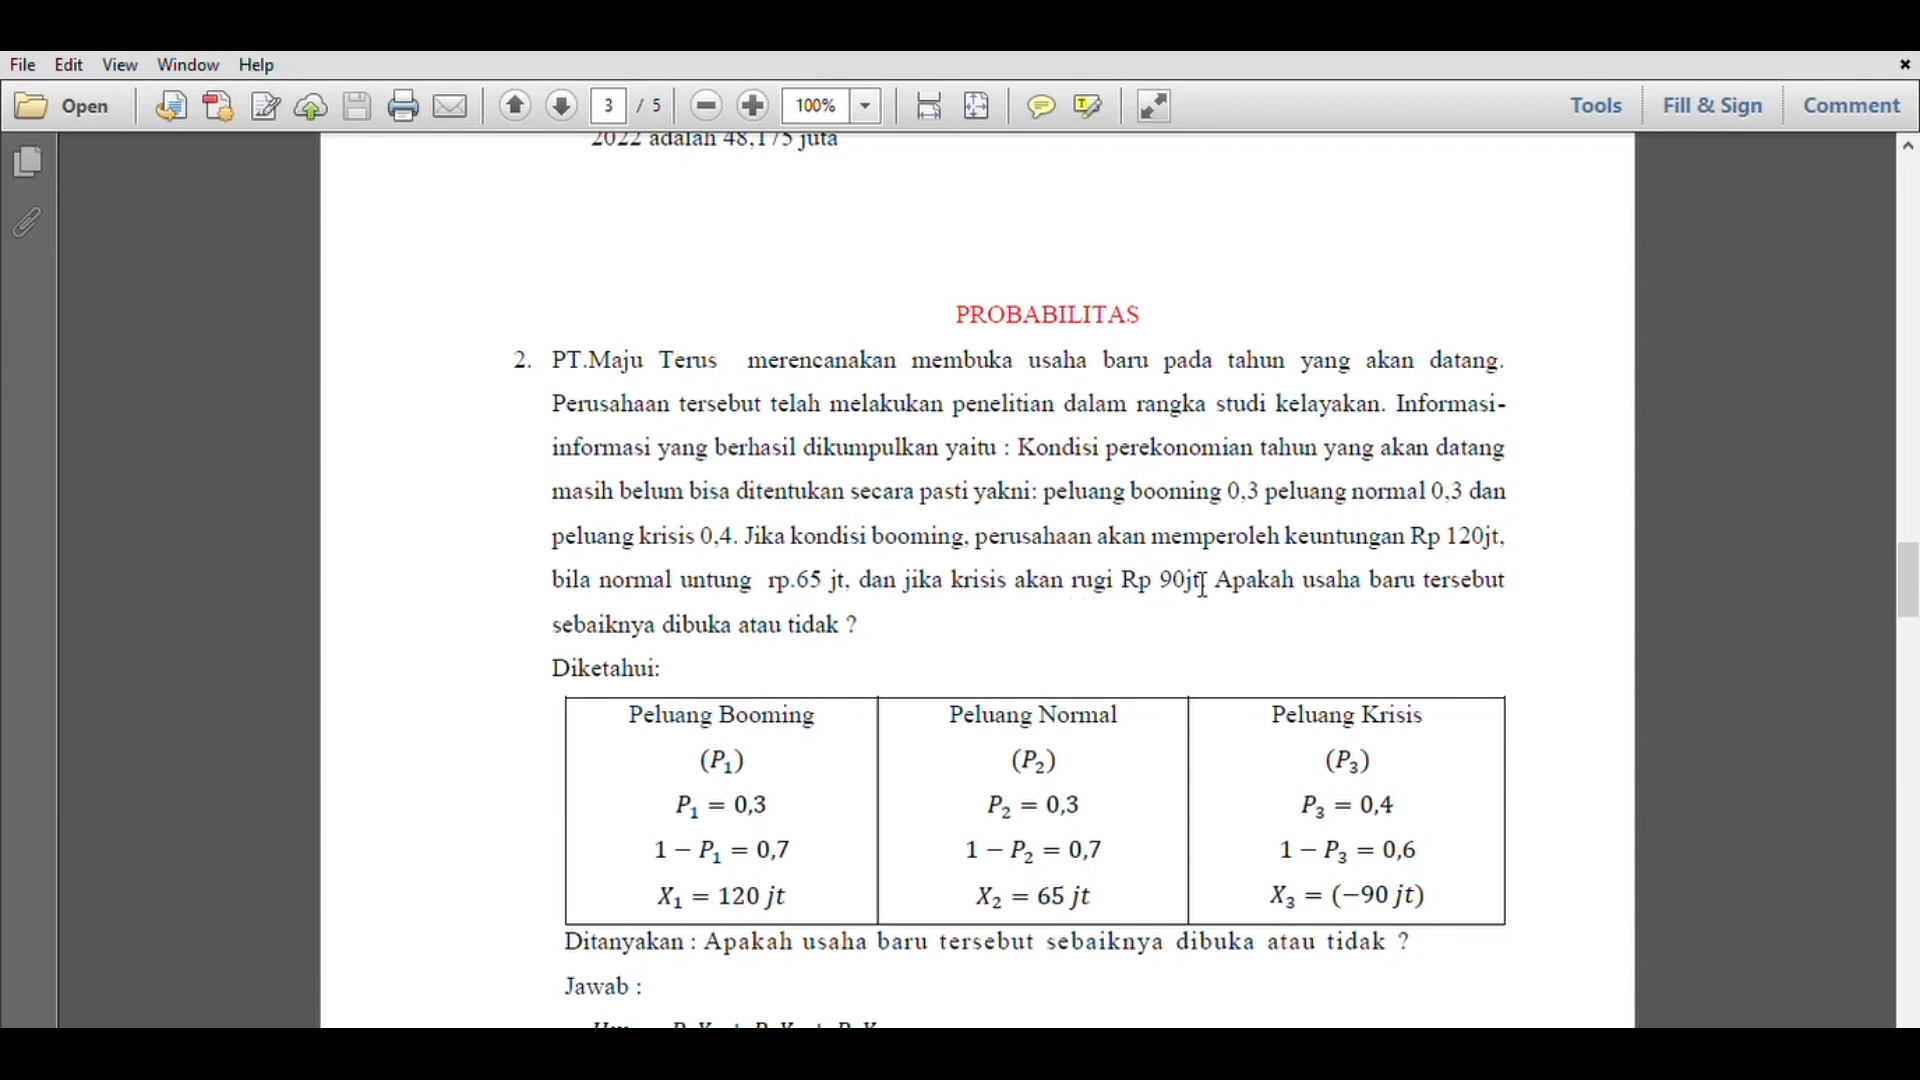 File Edit View Window Help
Open 3 / 5 100% Tools Fill & Sign Comment
2022 adalah 48,175 juta
PROBABILITAS
2. PT.Maju Terus merencanakan membuka usaha baru pada tahun yang akan datang.
Perusahaan tersebut telah melakukan penelitian dalam rangka studi kelayakan. Informasi-
informasi yang berhasil dikumpulkan yaitu : Kondisi perekonomian tahun yang akan datang
masih belum bisa ditentukan secara pasti yakni: peluang booming 0,3 peluang normal 0,3 dan
peluang krisis 0,4. Jika kondisi booming, perusahaan akan memperoleh keuntungan Rp 120jt,
bila normal untung rp.65 jt, dan jika krisis akan rugi Rp 90jt. Apakah usaha baru tersebut
sebaiknya dibuka atau tidak ?
Diketahui:
Peluang Booming Peluang Normal Peluang Krisis
(P₁) (P₂) (P₃)
P₁ = 0,3 P₂ = 0,3 P₃ = 0,4
1 − P₁ = 0,7 1 − P₂ = 0,7 1 − P₃ = 0,6
X₁ = 120 jt X₂ = 65 jt X₃ = (−90 jt)
Ditanyakan : Apakah usaha baru tersebut sebaiknya dibuka atau tidak ?
Jawab :